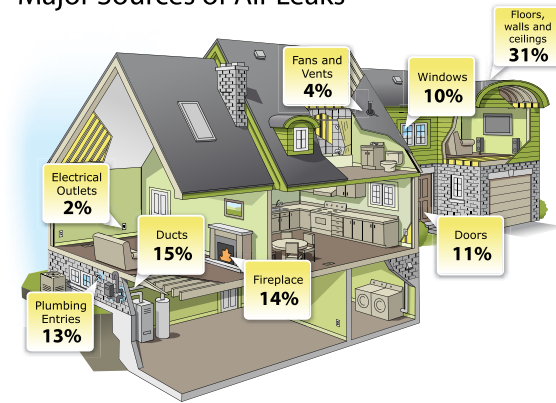 Major Sources of Air Leaks
Floors,
walls and
ceilings
31%
Fans and
Vents
4%
Windows
10%
Electrical
Outlets
2%
Ducts
15%
Doors
11%
Fireplace
14%
Plumbing
Entries
13%